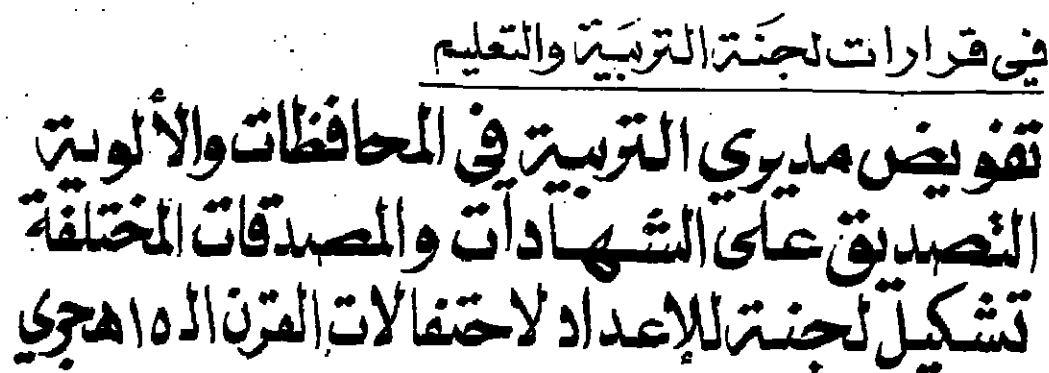 في قرارات لجنة التربية والتعليم
تفويض مديري التربية في المحافظات والألوية
التصديق على الشهادات والمصدقات المختلفة
تشكيل لجنة للإعداد لاحتفالات القرن الـ ١٥ هجري